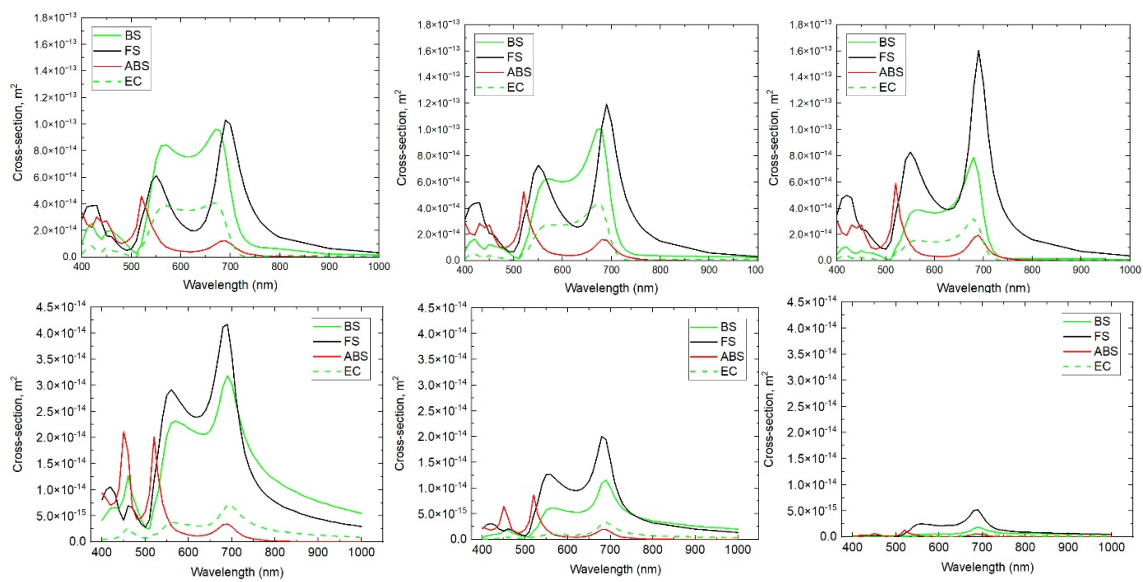 1.8×10⁻¹³
1.6×10⁻¹³
1.4×10⁻¹³
1.2×10⁻¹³
1.0×10⁻¹³
8.0×10⁻¹⁴
6.0×10⁻¹⁴
4.0×10⁻¹⁴
2.0×10⁻¹⁴
0.0
Cross-section, m²
BS
FS
ABS
EC
400 500 600 700 800 900 1000
Wavelength (nm)
1.8×10⁻¹³
1.6×10⁻¹³
1.4×10⁻¹³
1.2×10⁻¹³
1.0×10⁻¹³
8.0×10⁻¹⁴
6.0×10⁻¹⁴
4.0×10⁻¹⁴
2.0×10⁻¹⁴
0.0
Cross-section, m²
BS
FS
ABS
EC
400 500 600 700 800 900 1000
Wavelength (nm)
1.8×10⁻¹³
1.6×10⁻¹³
1.4×10⁻¹³
1.2×10⁻¹³
1.0×10⁻¹³
8.0×10⁻¹⁴
6.0×10⁻¹⁴
4.0×10⁻¹⁴
2.0×10⁻¹⁴
0.0
Cross-section, m²
BS
FS
ABS
EC
400 500 600 700 800 900 1000
Wavelength (nm)
4.5×10⁻¹⁴
4.0×10⁻¹⁴
3.5×10⁻¹⁴
3.0×10⁻¹⁴
2.5×10⁻¹⁴
2.0×10⁻¹⁴
1.5×10⁻¹⁴
1.0×10⁻¹⁴
5.0×10⁻¹⁵
0.0
Cross-section, m²
BS
FS
ABS
EC
400 500 600 700 800 900 1000
Wavelength (nm)
4.5×10⁻¹⁴
4.0×10⁻¹⁴
3.5×10⁻¹⁴
3.0×10⁻¹⁴
2.5×10⁻¹⁴
2.0×10⁻¹⁴
1.5×10⁻¹⁴
1.0×10⁻¹⁴
5.0×10⁻¹⁵
0.0
Cross-section, m²
BS
FS
ABS
EC
400 500 600 700 800 900 1000
Wavelength (nm)
4.5×10⁻¹⁴
4.0×10⁻¹⁴
3.5×10⁻¹⁴
3.0×10⁻¹⁴
2.5×10⁻¹⁴
2.0×10⁻¹⁴
1.5×10⁻¹⁴
1.0×10⁻¹⁴
5.0×10⁻¹⁵
0.0
Cross-section, m²
BS
FS
ABS
EC
400 500 600 700 800 900 1000
Wavelength (nm)